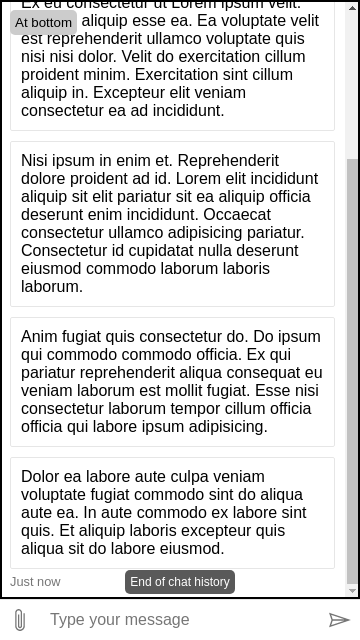 Ex eu consectetur ut Lorem ipsum velit.
At bottom
aliquip esse ea. Ea voluptate velit
est reprehenderit ullamco voluptate quis
nisi nisi dolor. Velit do exercitation cillum
proident minim. Exercitation sint cillum
aliquip in. Excepteur elit veniam
consectetur ea ad incididunt.
Nisi ipsum in enim et. Reprehenderit
dolore proident ad id. Lorem elit incididunt
aliquip sit elit pariatur sit ea aliquip officia
deserunt enim incididunt. Occaecat
consectetur ullamco adipisicing pariatur.
Consectetur id cupidatat nulla deserunt
eiusmod commodo laborum laboris
laborum.
Anim fugiat quis consectetur do. Do ipsum
qui commodo commodo officia. Ex qui
pariatur reprehenderit aliqua consequat eu
veniam laborum est mollit fugiat. Esse nisi
consectetur laborum tempor cillum officia
officia qui labore ipsum adipisicing.
Dolor ea labore aute culpa veniam
voluptate fugiat commodo sint do aliqua
aute ea. In aute commodo ex labore sint
quis. Et aliquip laboris excepteur quis
aliqua sit do labore eiusmod.
Just now
End of chat history
Type your message